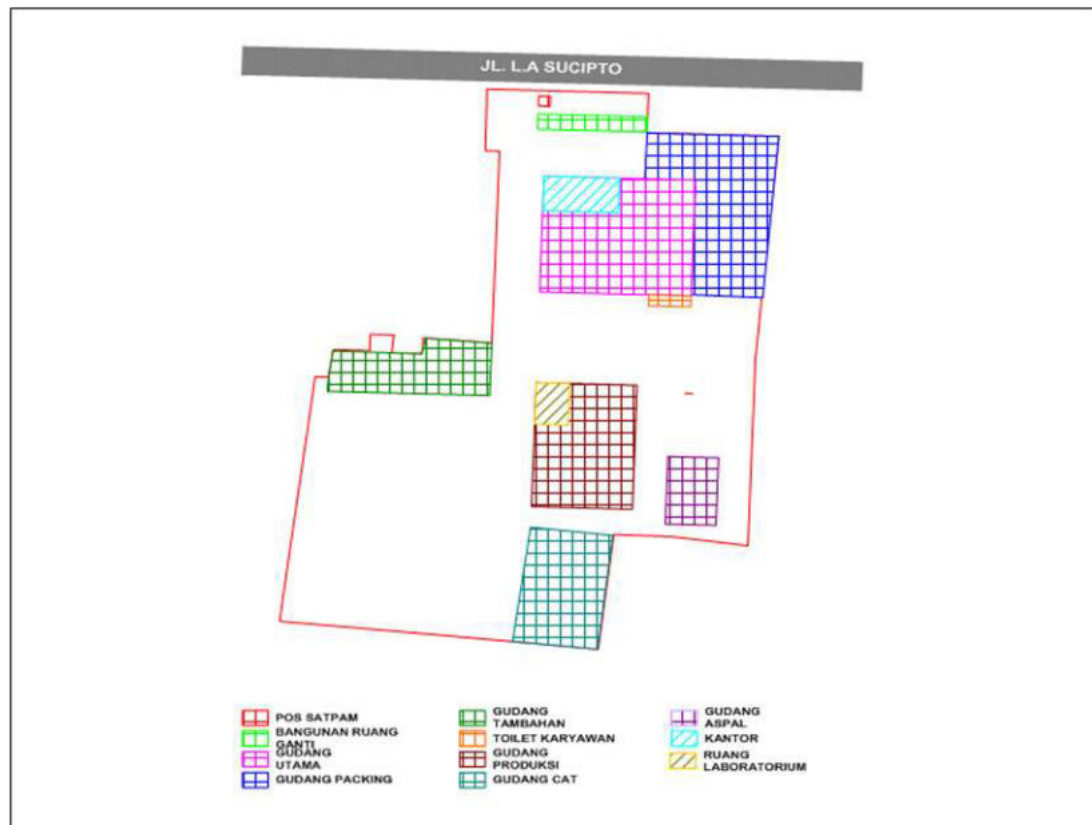 JL. L.A SUCIPTO
POS SATPAM
BANGUNAN RUANG
GANTI
GUDANG
UTAMA
GUDANG PACKING
GUDANG
TAMBAHAN
TOILET KARYAWAN
GUDANG
PRODUKSI
GUDANG CAT
GUDANG
ASPAL
KANTOR
RUANG
LABORATORIUM